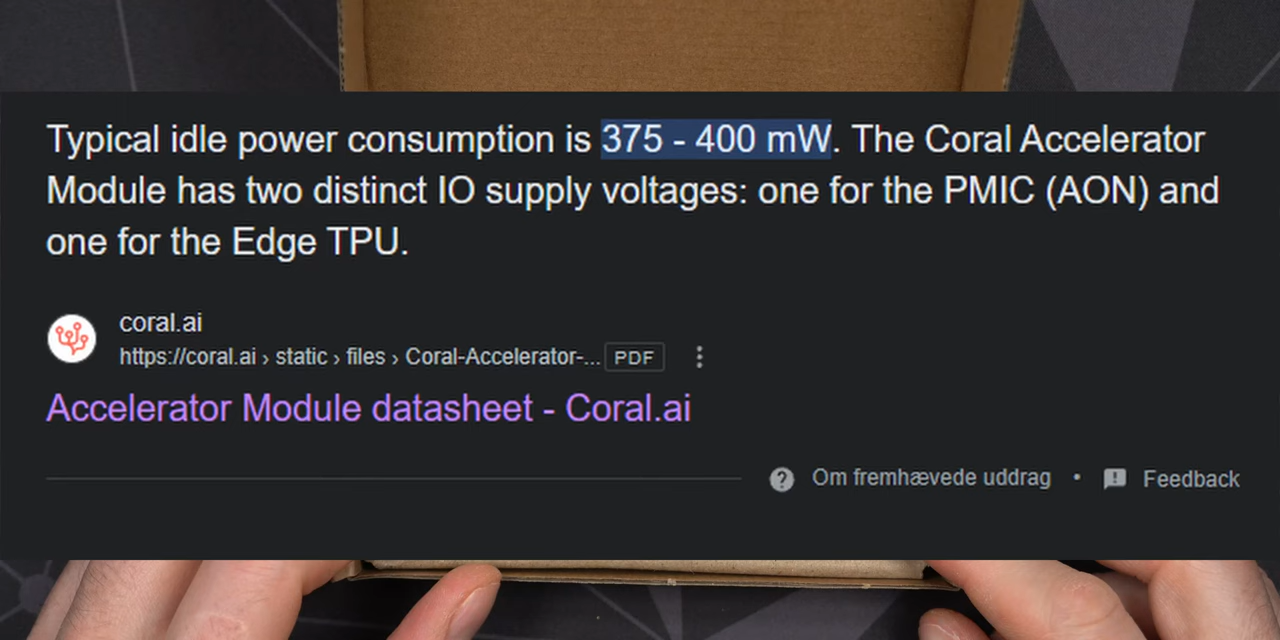 Typical idle power consumption is 375 - 400 mW. The Coral Accelerator
Module has two distinct IO supply voltages: one for the PMIC (AON) and
one for the Edge TPU.
coral.ai
https://coral.ai › static › files › Coral-Accelerator-... PDF
Accelerator Module datasheet - Coral.ai
Om fremhævede uddrag • Feedback